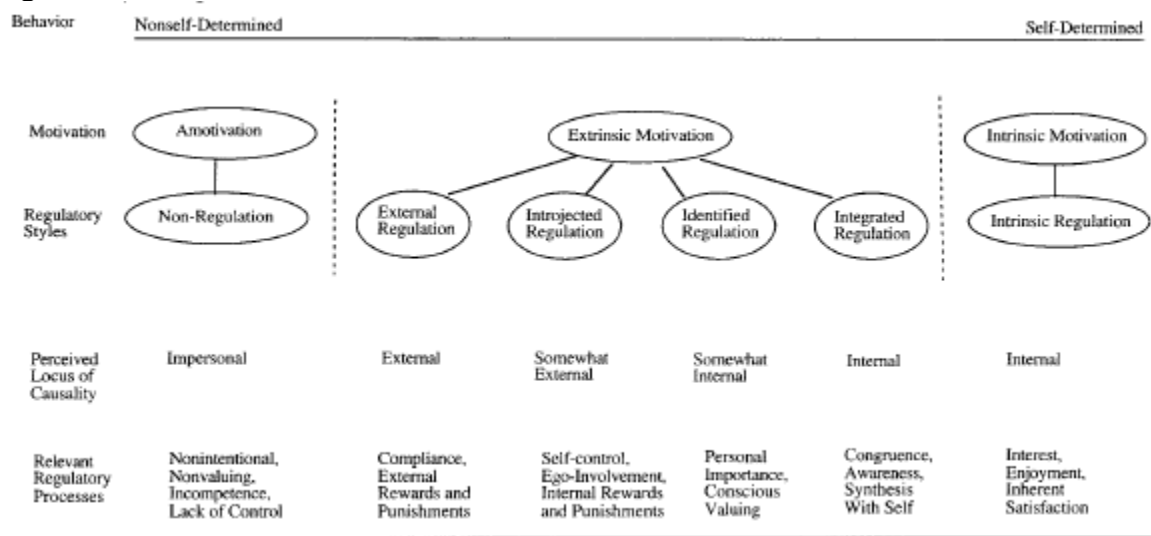 Behavior
Nonself-Determined
Self-Determined
Motivation
Amotivation
Extrinsic Motivation
Intrinsic Motivation
Regulatory
Styles
Non-Regulation
External
Regulation
Introjected
Regulation
Identified
Regulation
Integrated
Regulation
Intrinsic Regulation
Perceived
Locus of
Causality
Impersonal
External
Somewhat
External
Somewhat
Internal
Internal
Internal
Relevant
Regulatory
Processes
Nonintentional,
Nonvaluing,
Incompetence,
Lack of Control
Compliance,
External
Rewards and
Punishments
Self-control,
Ego-Involvement,
Internal Rewards
and Punishments
Personal
Importance,
Conscious
Valuing
Congruence,
Awareness,
Synthesis
With Self
Interest,
Enjoyment,
Inherent
Satisfaction